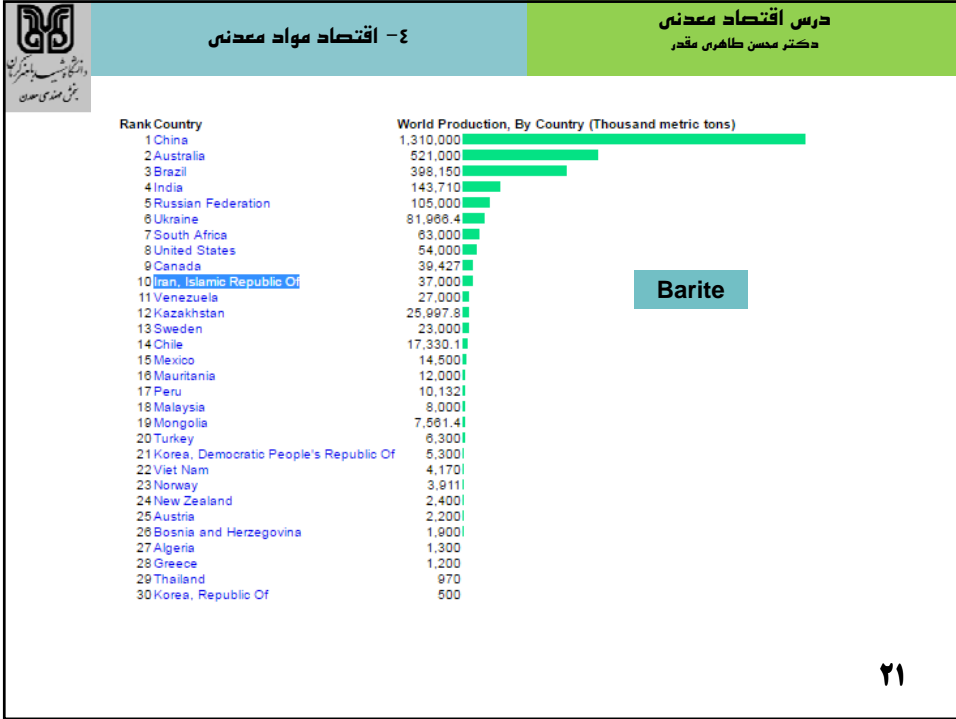 درس اقتصاد معدنی
دکتر محسن طاهری مقدر
٤- اقتصاد مواد معدنی
دانشگاه شهید باهنر کرمان
بخش مهندسی معدن
Rank Country World Production, By Country (Thousand metric tons)
1 China 1,310,000
2 Australia 521,000
3 Brazil 398,150
4 India 143,710
5 Russian Federation 105,000
6 Ukraine 81,966.4
7 South Africa 63,000
8 United States 54,000
9 Canada 39,427
10 Iran, Islamic Republic Of 37,000
11 Venezuela 27,000
12 Kazakhstan 25,997.8
13 Sweden 23,000
14 Chile 17,330.1
15 Mexico 14,500
16 Mauritania 12,000
17 Peru 10,132
18 Malaysia 8,000
19 Mongolia 7,561.4
20 Turkey 6,300
21 Korea, Democratic People's Republic Of 5,300
22 Viet Nam 4,170
23 Norway 3,911
24 New Zealand 2,400
25 Austria 2,200
26 Bosnia and Herzegovina 1,900
27 Algeria 1,300
28 Greece 1,200
29 Thailand 970
30 Korea, Republic Of 500
Barite
۲۱